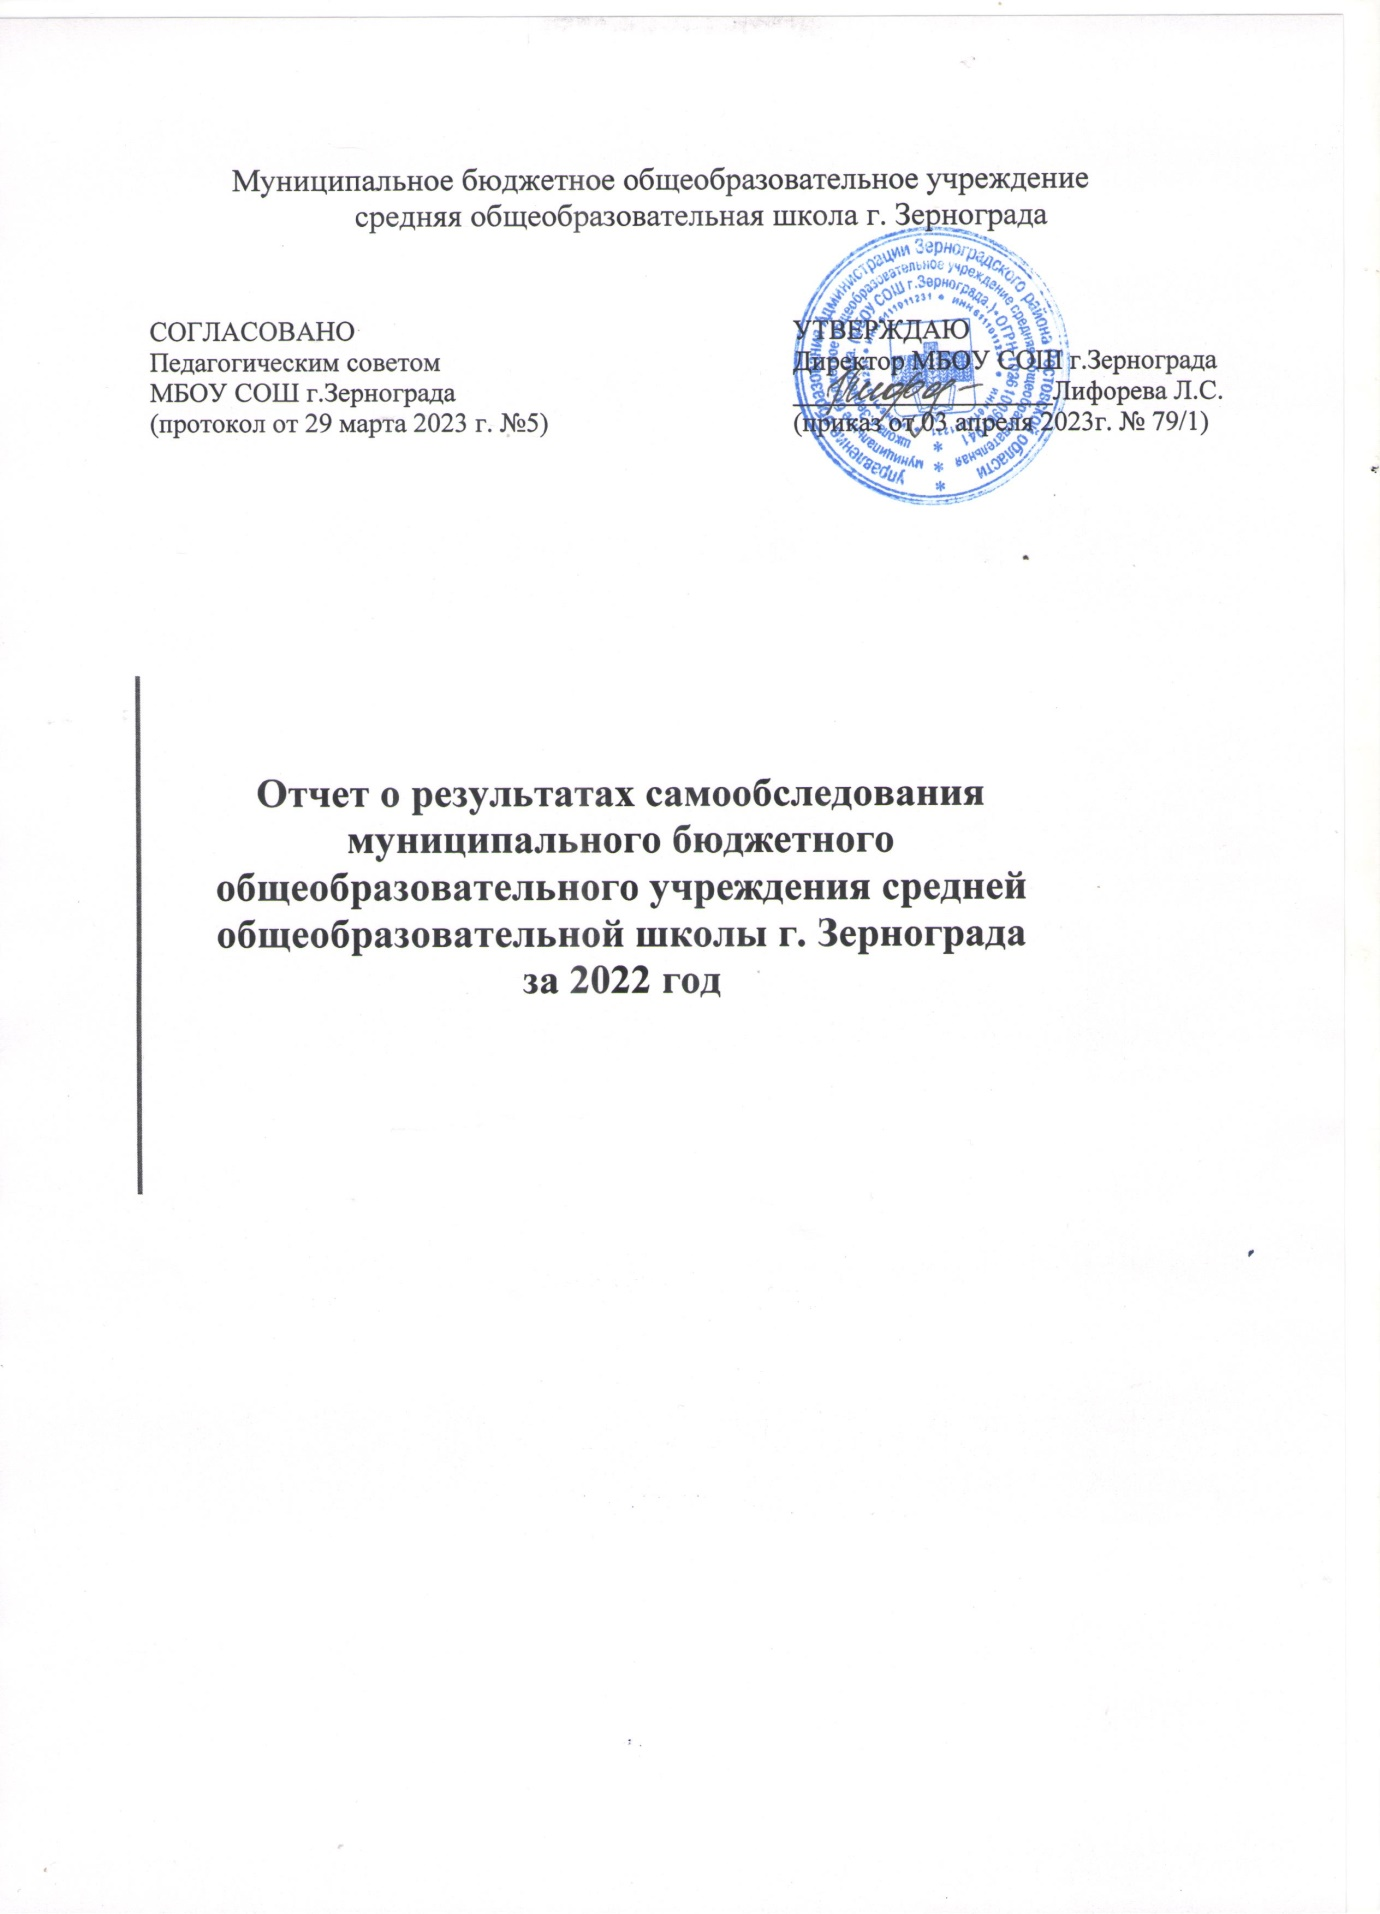 Муниципальное бюджетное общеобразовательное учреждение
средняя общеобразовательная школа г. Зернограда
СОГЛАСОВАНО
Педагогическим советом
МБОУ СОШ г.Зернограда
(протокол от 29 марта 2023 г. №5)
УТВЕРЖДАЮ
Директор МБОУ СОШ г.Зернограда
Лифорева Л.С.
(приказ от 03 апреля 2023г. № 79/1)
Отчет о результатах самообследования
муниципального бюджетного
общеобразовательного учреждения средней
общеобразовательной школы г. Зернограда
за 2022 год